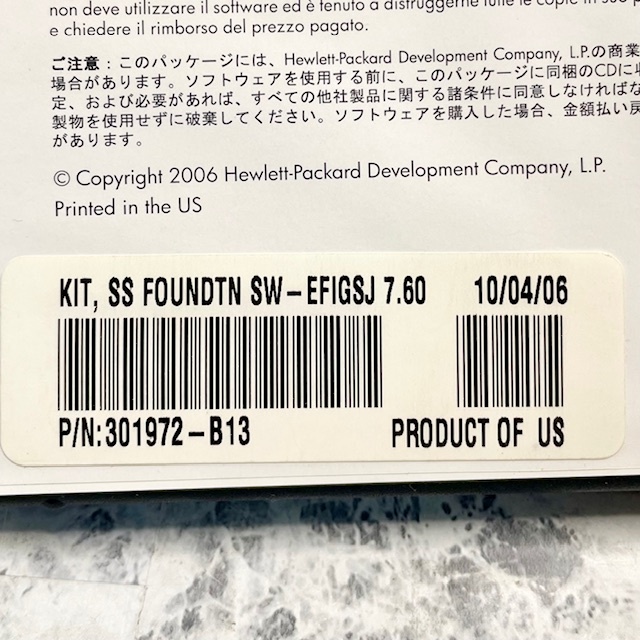 non deve utilizzare il software ed è tenuto a distruggerne tutte le copie in suo
e chiedere il rimborso del prezzo pagato.
ご注意：このパッケージには、Hewlett-Packard Development Company, L.P.の商業
場合があります。ソフトウェアを使用する前に、このパッケージに同梱のCDに収
定、および必要があれば、すべての他社製品に関する諸条件に同意しなければな
製物を使用せずに破棄してください。ソフトウェアを購入した場合、金額払い戻
があります。
© Copyright 2006 Hewlett-Packard Development Company, L.P.
Printed in the US
KIT, SS FOUNDTN SW-EFIGSJ 7.60 10/04/06
P/N:301972-B13 PRODUCT OF US